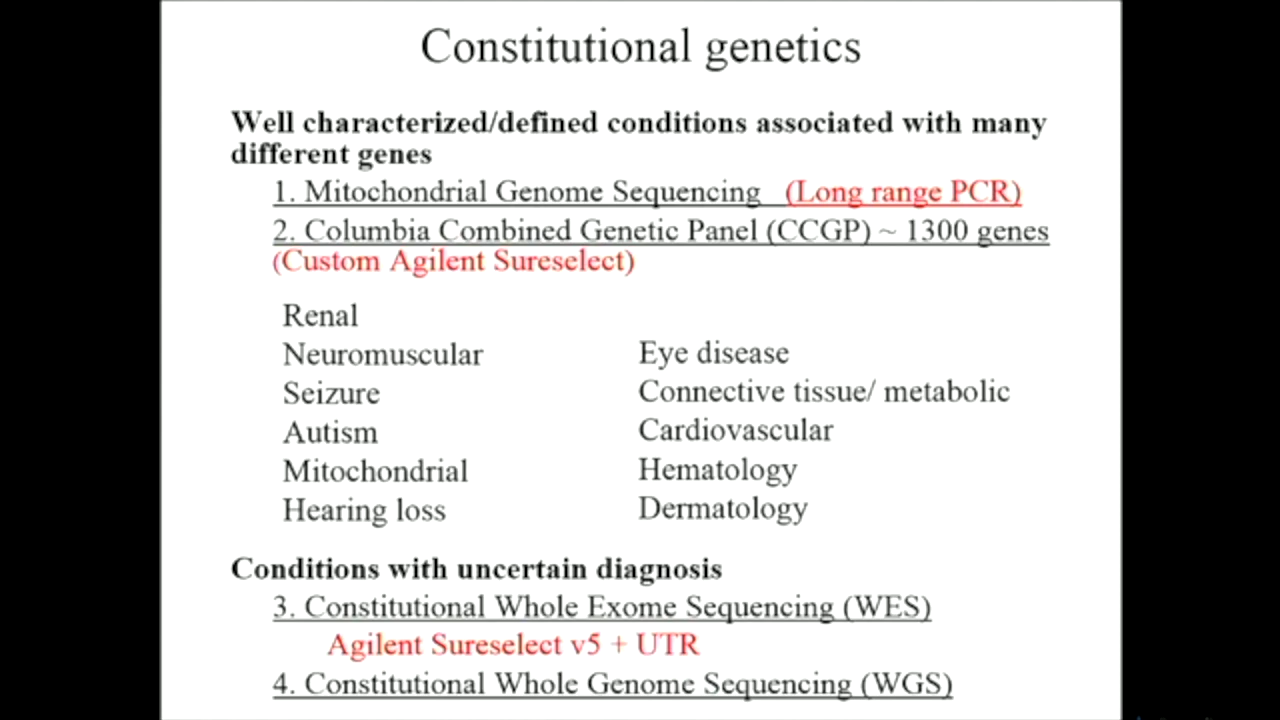 Constitutional genetics
Well characterized/defined conditions associated with many
different genes
1. Mitochondrial Genome Sequencing (Long range PCR)
2. Columbia Combined Genetic Panel (CCGP) ~ 1300 genes
(Custom Agilent Sureselect)
Renal
Neuromuscular
Seizure
Autism
Mitochondrial
Hearing loss
Eye disease
Connective tissue/ metabolic
Cardiovascular
Hematology
Dermatology
Conditions with uncertain diagnosis
3. Constitutional Whole Exome Sequencing (WES)
Agilent Sureselect v5 + UTR
4. Constitutional Whole Genome Sequencing (WGS)